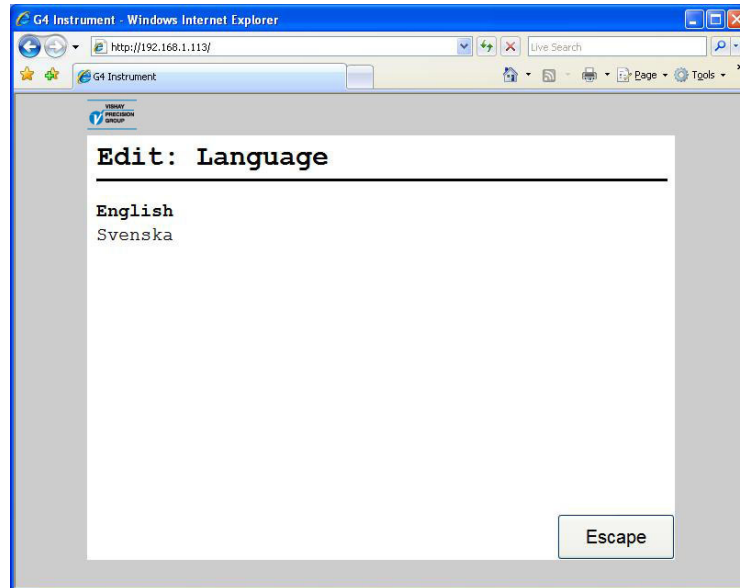 G4 Instrument - Windows Internet Explorer
http://192.168.1.113/
Live Search
G4 Instrument
Page
Tools
VISHAY
PRECISION
GROUP
Edit: Language
English
Svenska
Escape